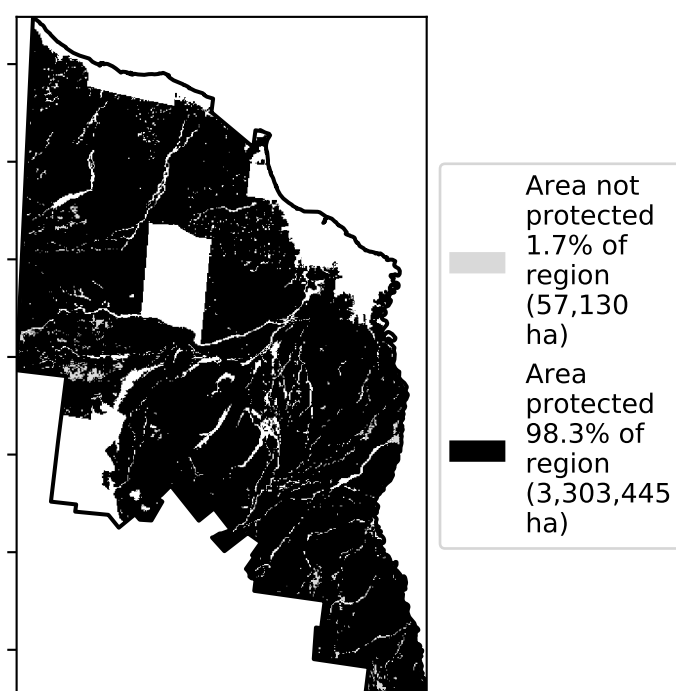 Area not
protected
1.7% of
region
(57,130
ha)
Area
protected
98.3% of
region
(3,303,445
ha)